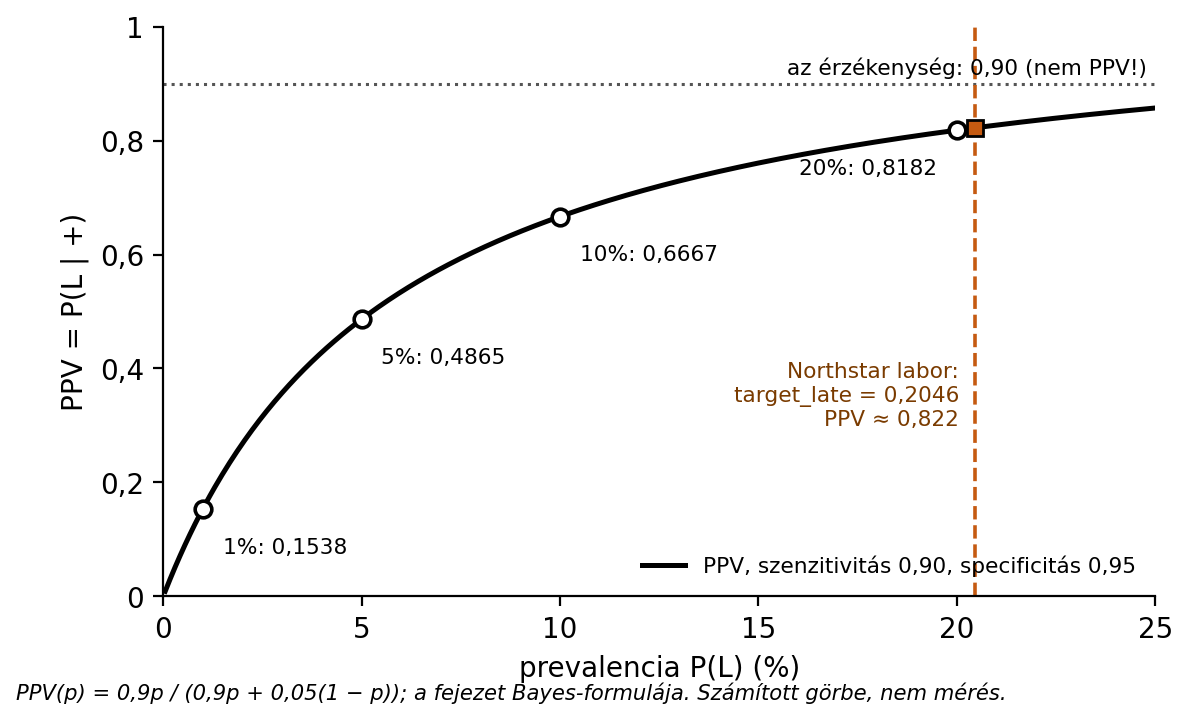 1
az érzékenység: 0,90 (nem PPV!)
0,8
20%: 0,8182
0,6
10%: 0,6667
PPV = P(L | +)
0,4
5%: 0,4865
Northstar labor:
target_late = 0,2046
PPV ≈ 0,822
0,2
1%: 0,1538
PPV, szenzitivitás 0,90, specificitás 0,95
0
0 5 10 15 20 25
prevalencia P(L) (%)
PPV(p) = 0,9p / (0,9p + 0,05(1 − p)); a fejezet Bayes-formulája. Számított görbe, nem mérés.